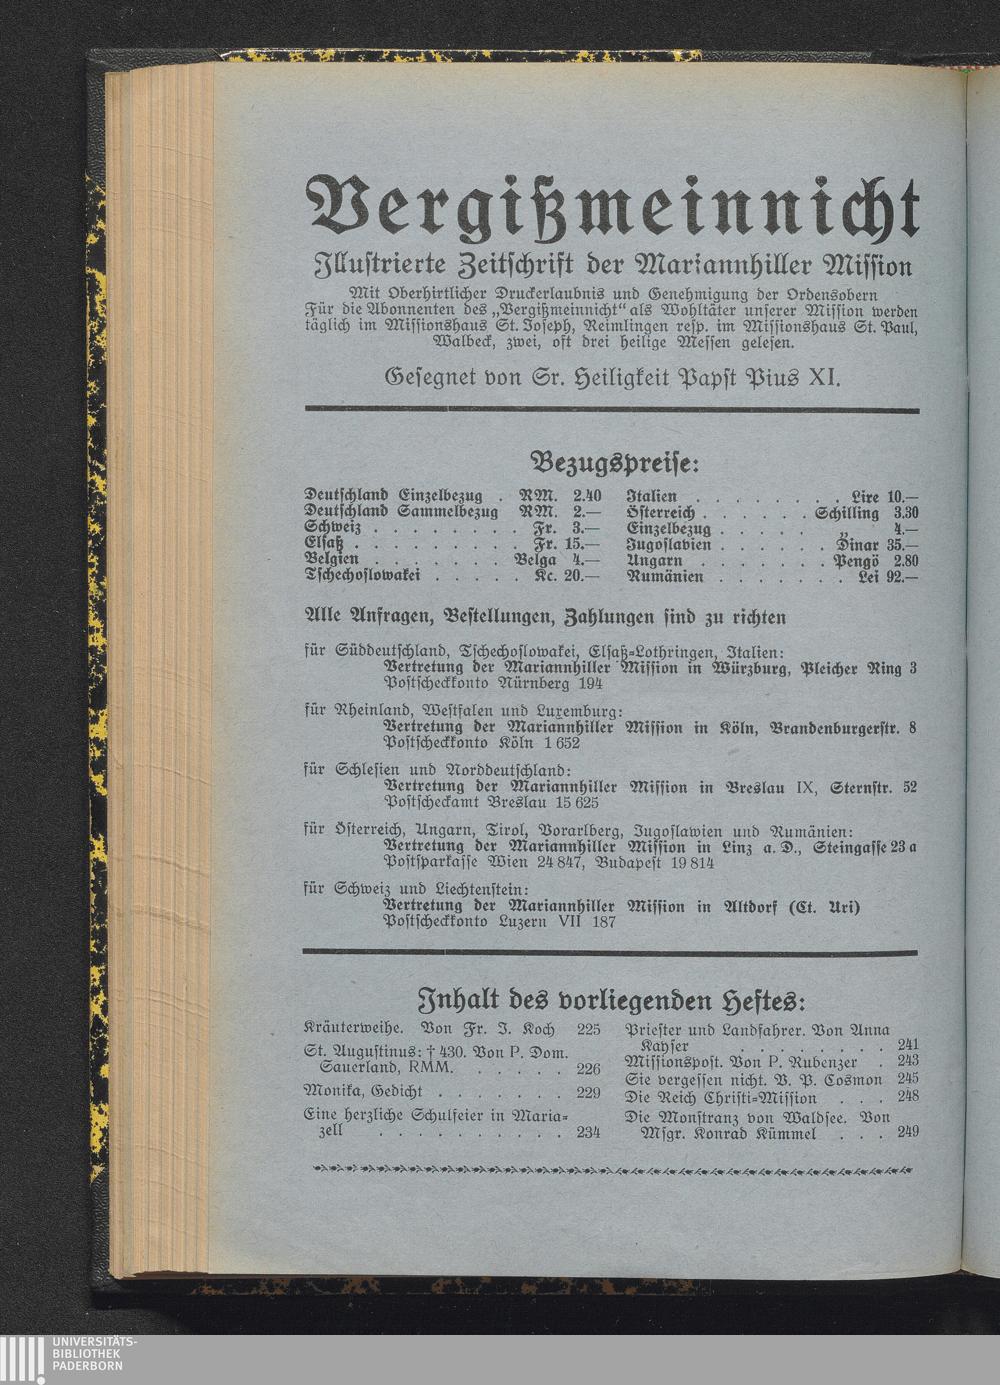 Vergißmeinnicht
Illustrierte Zeitschrift der Mariannhiller Mission
Mit Oberhirtlicher Druckerlaubnis und Genehmigung der Ordensobern
Für die Abonnenten des „Vergißmeinnicht“ als Wohltäter unserer Mission werden
täglich im Missionshaus St. Joseph, Reimlingen resp. im Missionshaus St. Paul,
Walbeck, zwei, oft drei heilige Messen gelesen.
Gesegnet von Sr. Heiligkeit Papst Pius XI.
Bezugspreise:
Deutschland Einzelbezug . RM. 2.40
Deutschland Sammelbezug RM. 2.—
Schweiz . . . . . . . . Fr. 3.—
Elsaß . . . . . . . . . Fr. 15.—
Belgien . . . . . . . Belga 4.—
Tschechoslowakei . . . . . Kc. 20.—
Italien . . . . . . . . Lire 10.—
Österreich . . . . . . Schilling 3.30
Einzelbezug . . . . . . „ 4.—
Jugoslavien . . . . . . Dinar 35.—
Ungarn . . . . . . . Pengö 2.80
Rumänien . . . . . . . Lei 92.—
Alle Anfragen, Bestellungen, Zahlungen sind zu richten
für Süddeutschland, Tschechoslowakei, Elsaß-Lothringen, Italien:
Vertretung der Mariannhiller Mission in Würzburg, Pleicher Ring 3
Postscheckkonto Nürnberg 194
für Rheinland, Westfalen und Luxemburg:
Vertretung der Mariannhiller Mission in Köln, Brandenburgerstr. 8
Postscheckkonto Köln 1 652
für Schlesien und Norddeutschland:
Vertretung der Mariannhiller Mission in Breslau IX, Sternstr. 52
Postscheckamt Breslau 15 625
für Österreich, Ungarn, Tirol, Vorarlberg, Jugoslawien und Rumänien:
Vertretung der Mariannhiller Mission in Linz a. D., Steingasse 23 a
Postsparkasse Wien 24 847, Budapest 19 814
für Schweiz und Liechtenstein:
Vertretung der Mariannhiller Mission in Altdorf (Ct. Uri)
Postscheckkonto Luzern VII 187
Inhalt des vorliegenden Heftes:
Kräuterweihe. Von Fr. J. Koch 225
St. Augustinus: † 430. Von P. Dom.
Sauerland, RMM. . . . . . 226
Monika, Gedicht . . . . . . . 229
Eine herzliche Schulfeier in Maria-
zell . . . . . . . . . . 234
Priester und Landfahrer. Von Anna
Kayser . . . . . . . . 241
Missionspost. Von P. Rubenzer . 243
Sie vergessen nicht. V. P. Cosmon 245
Die Reich Christi-Mission . . . 248
Die Monstranz von Waldsee. Von
Msgr. Konrad Kümmel . . . 249
UNIVERSITÄTS-
BIBLIOTHEK
PADERBORN